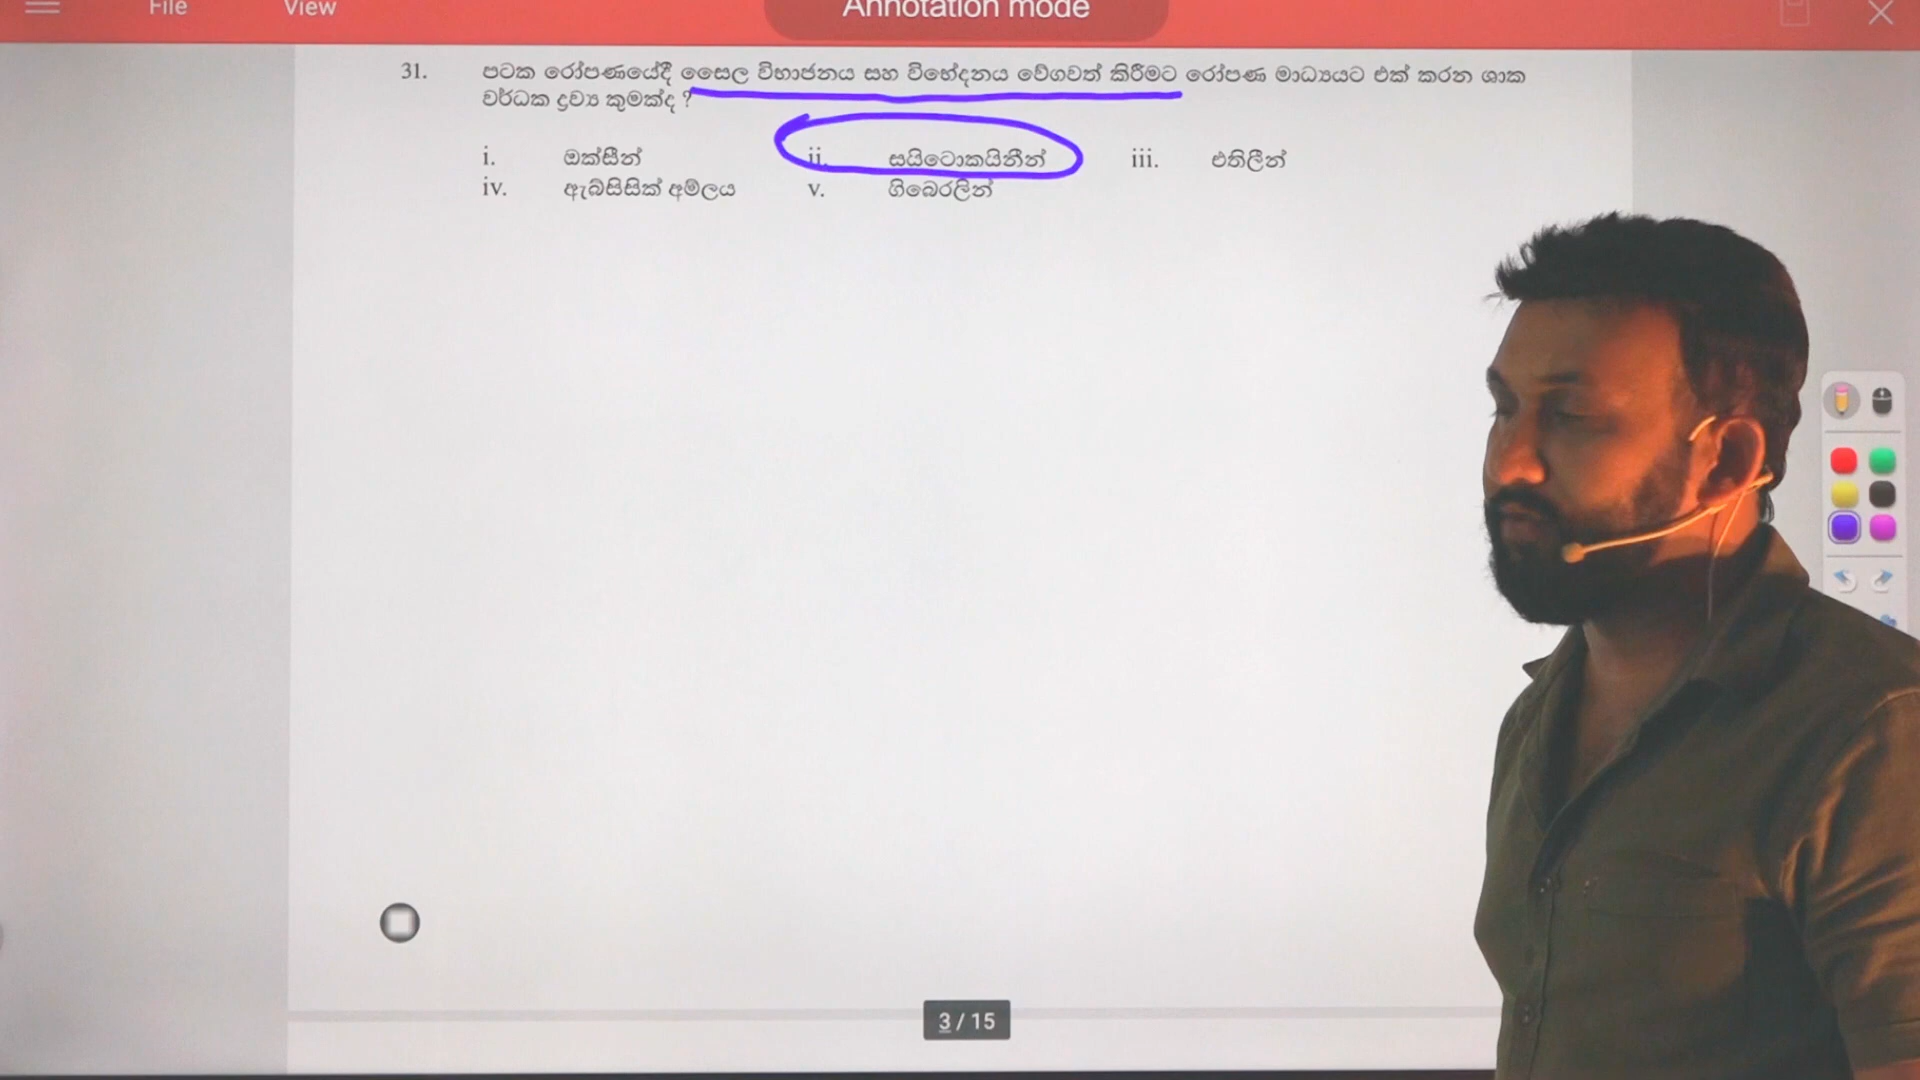 File View Annotation mode
31. පටක රෝපණයේදී සෛල විභාජනය සහ විභේදනය වේගවත් කිරීමට රෝපණ මාධ්‍යයට එක් කරන ශාක
වර්ධක ද්‍රව්‍ය කුමක්ද ?
i. ඔක්සීන් ii. සයිටොකයිනීන් iii. එතිලීන්
iv. ඇබ්සිසික් අම්ලය v. ගිබෙරලින්
3 / 15